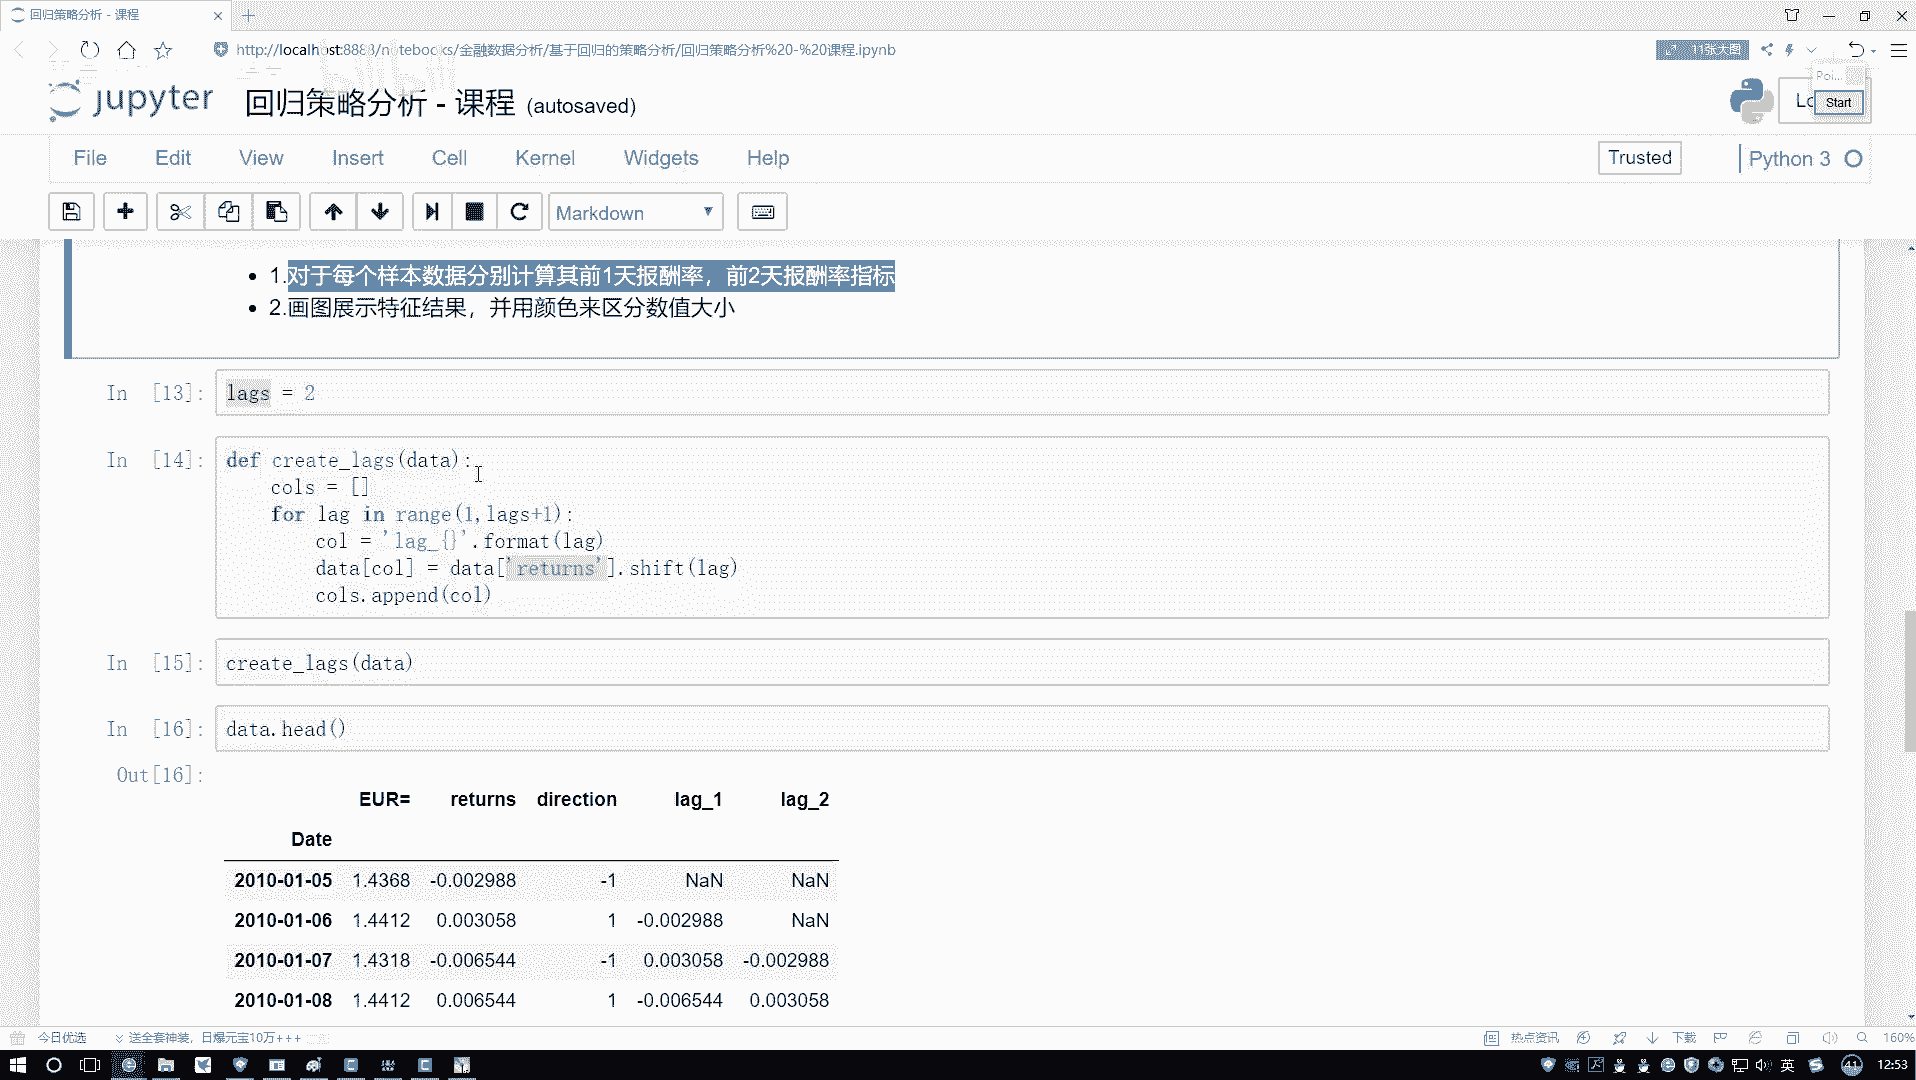 回归策略分析 - 课程
http://localhost:8888/notebooks/金融数据分析/基于回归的策略分析/回归策略分析%20-%20课程.ipynb
11张大图
Poi...
jupyter 回归策略分析 - 课程 (autosaved)
Start
File Edit View Insert Cell Kernel Widgets Help
Trusted
Python 3
Markdown
1.对于每个样本数据分别计算其前1天报酬率，前2天报酬率指标
2.画图展示特征结果，并用颜色来区分数值大小
In [13]: lags = 2
In [14]: def create_lags(data):
cols = []
for lag in range(1,lags+1):
col = 'lag_{}'.format(lag)
data[col] = data['returns'].shift(lag)
cols.append(col)
In [15]: create_lags(data)
In [16]: data.head()
Out[16]:
EUR= returns direction lag_1 lag_2
Date
2010-01-05 1.4368 -0.002988 -1 NaN NaN
2010-01-06 1.4412 0.003058 1 -0.002988 NaN
2010-01-07 1.4318 -0.006544 -1 0.003058 -0.002988
2010-01-08 1.4412 0.006544 1 -0.006544 0.003058
今日优选 送全套神装，日爆元宝10万+++ 热点资讯 下载 160%
英 41 12:53